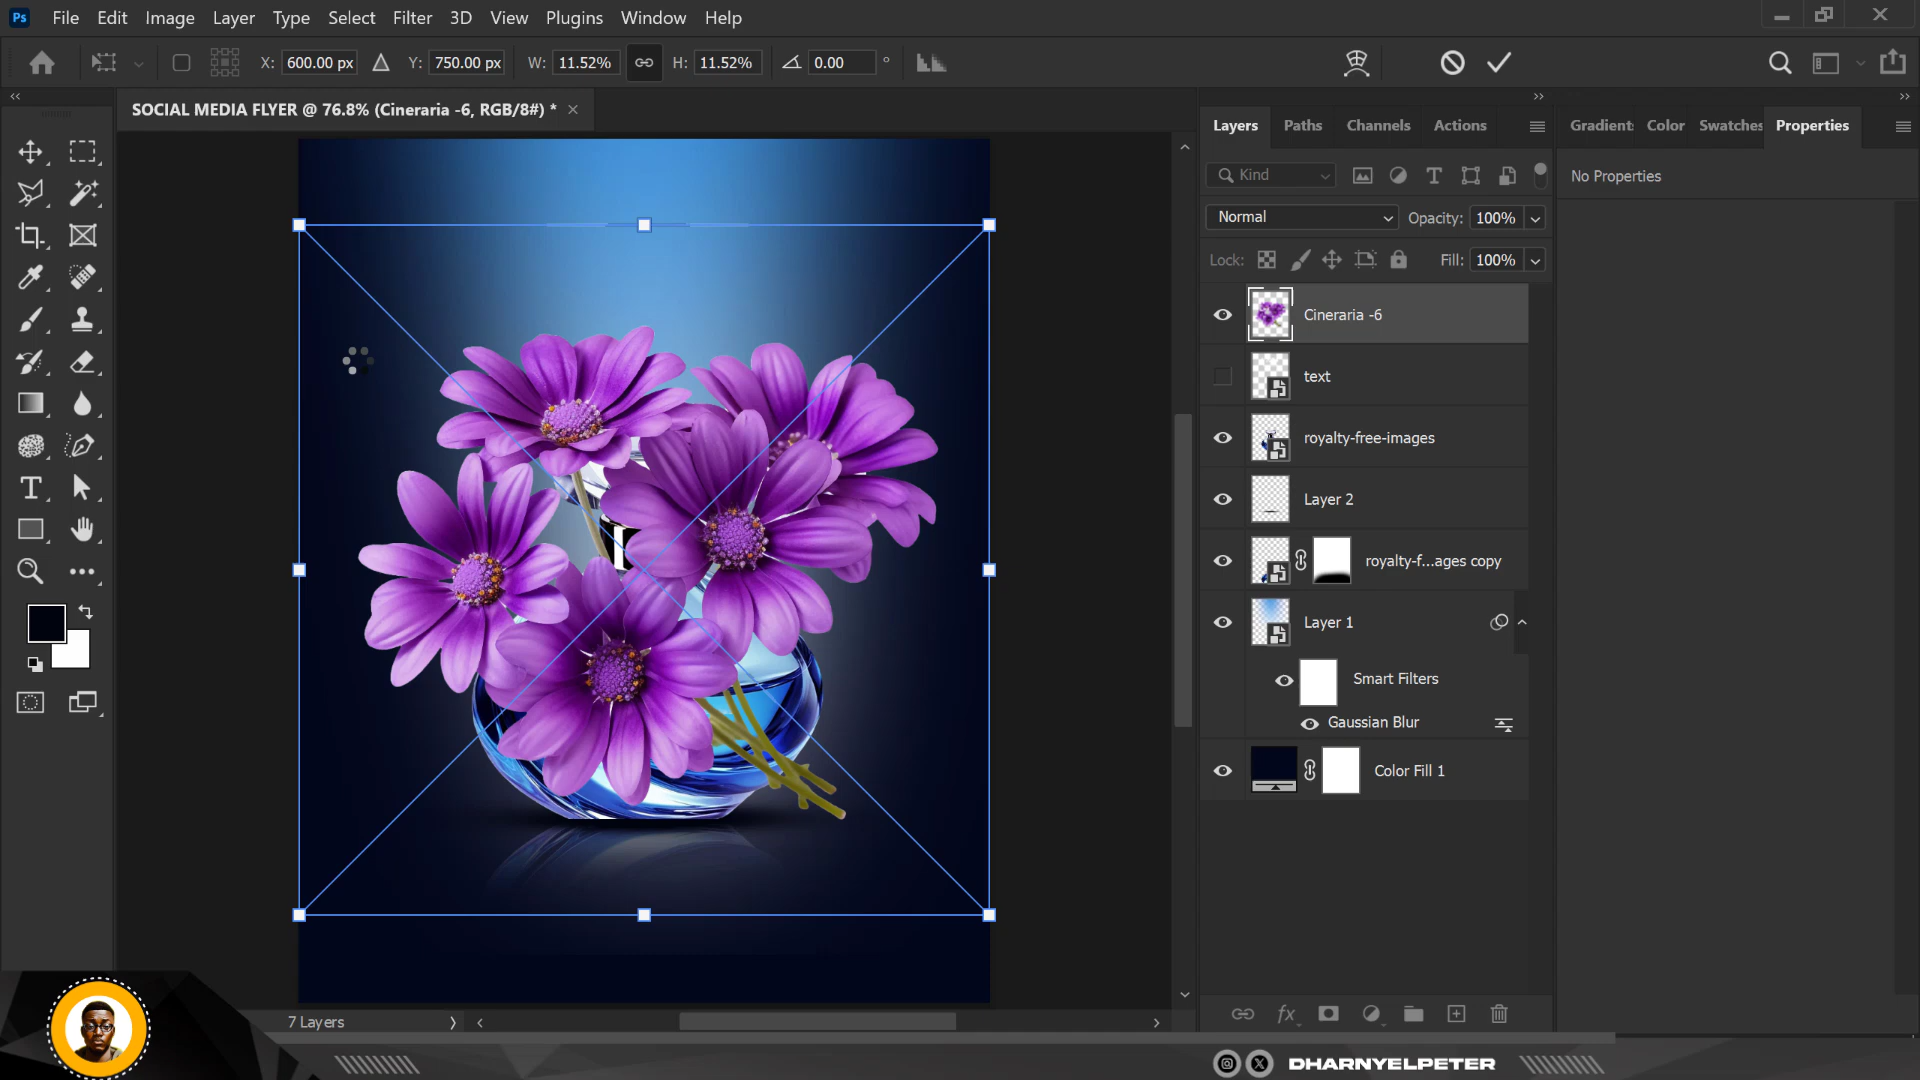 Ps File Edit Image Layer Type Select Filter 3D View Plugins Window Help
X: 600.00 px Y: 750.00 px W: 11.52% H: 11.52% 0.00 °
SOCIAL MEDIA FLYER @ 76.8% (Cineraria -6, RGB/8#) *
Layers Paths Channels Actions
Gradient Color Swatches Properties
Kind
No Properties
Normal Opacity: 100%
Lock: Fill: 100%
Cineraria -6
text
royalty-free-images
Layer 2
royalty-f...ages copy
Layer 1
Smart Filters
Gaussian Blur
Color Fill 1
7 Layers
DHARNYELPETER